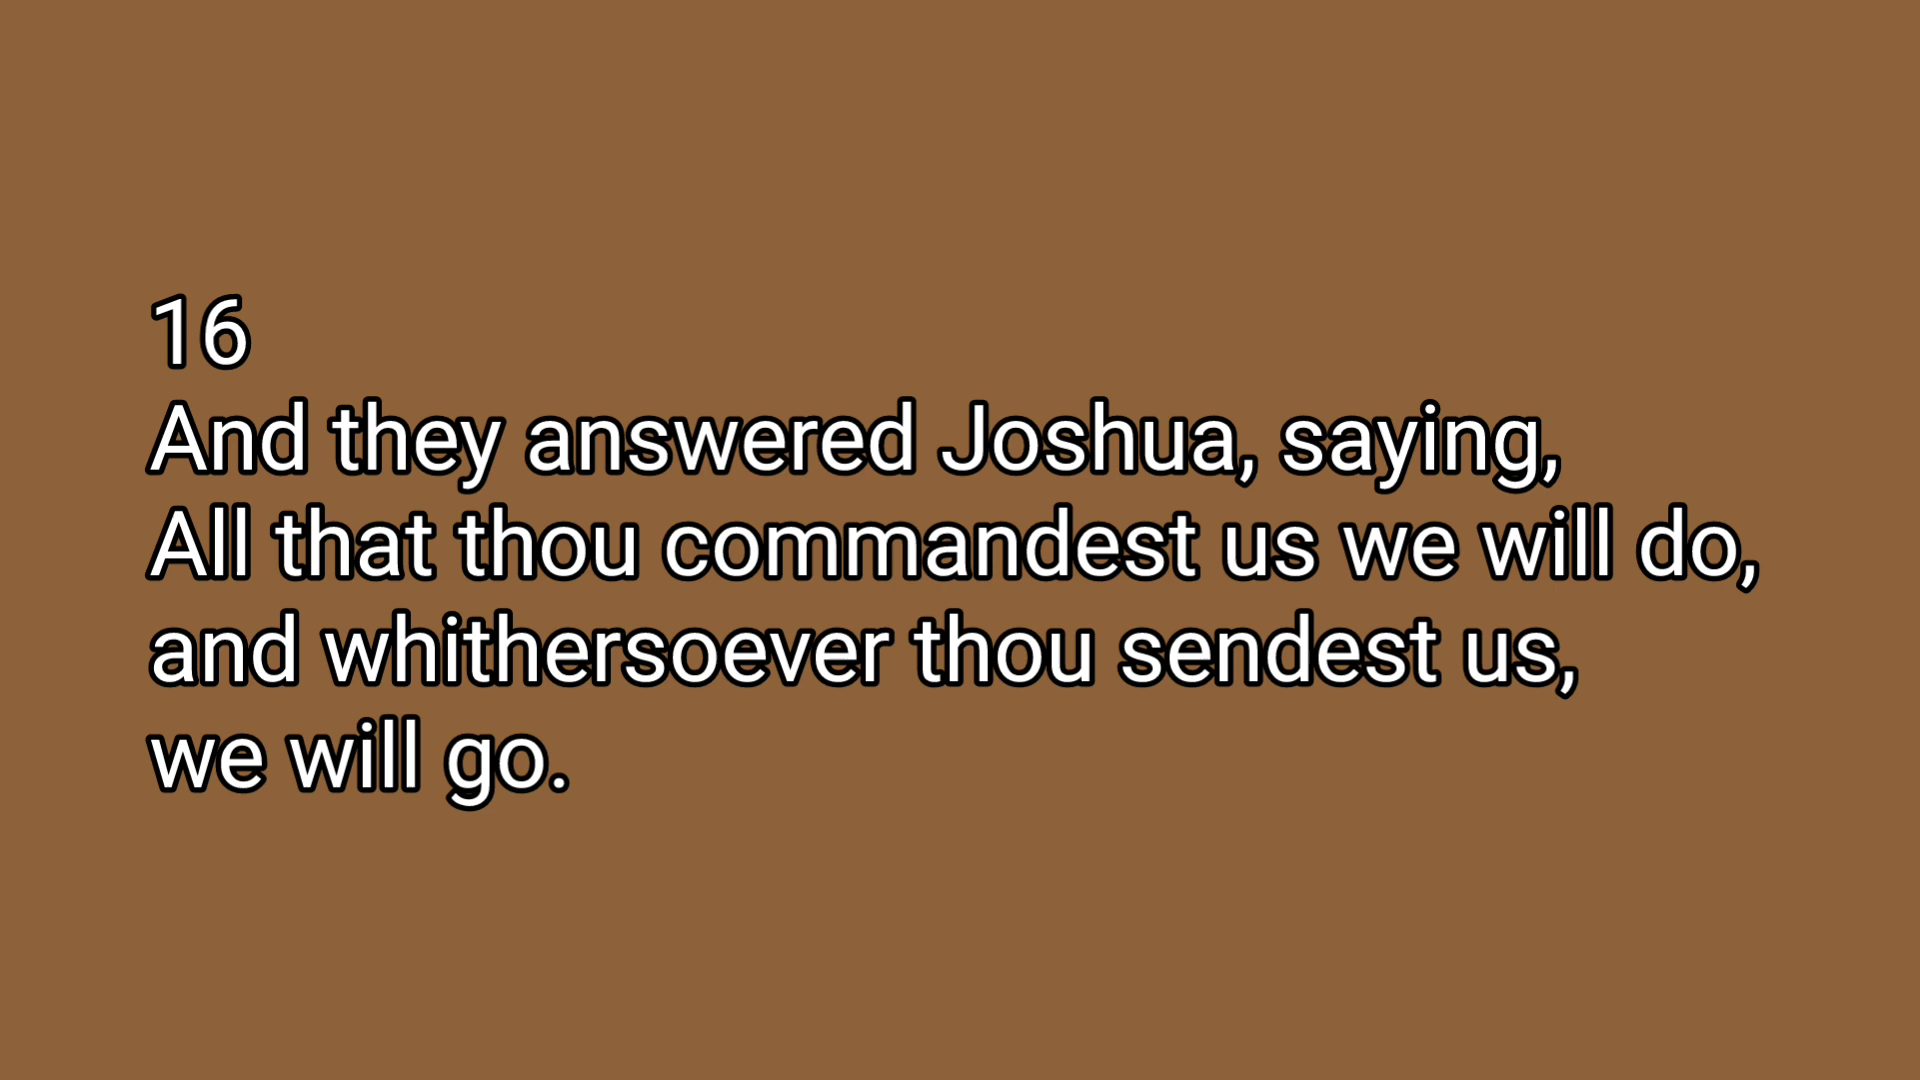 16
And they answered Joshua, saying,
All that thou commandest us we will do,
and whithersoever thou sendest us,
we will go.